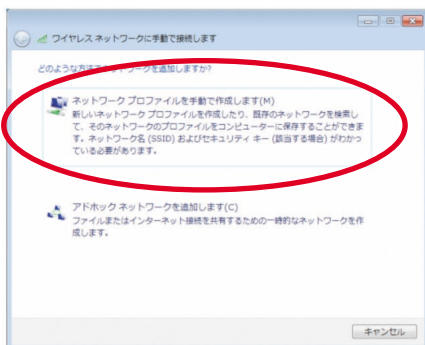 ワイヤレス ネットワークに手動で接続します
どのような方法でネットワークを追加しますか?
ネットワーク プロファイルを手動で作成します(M)
新しいネットワーク プロファイルを作成したり、既存のネットワークを検索し
て、そのネットワークのプロファイルをコンピューターに保存することができま
す。ネットワーク名 (SSID) およびセキュリティ キー (該当する場合) がわかっ
ている必要があります。
アドホック ネットワークを追加します(C)
ファイルまたはインターネット接続を共有するための一時的なネットワークを作
成します。
キャンセル